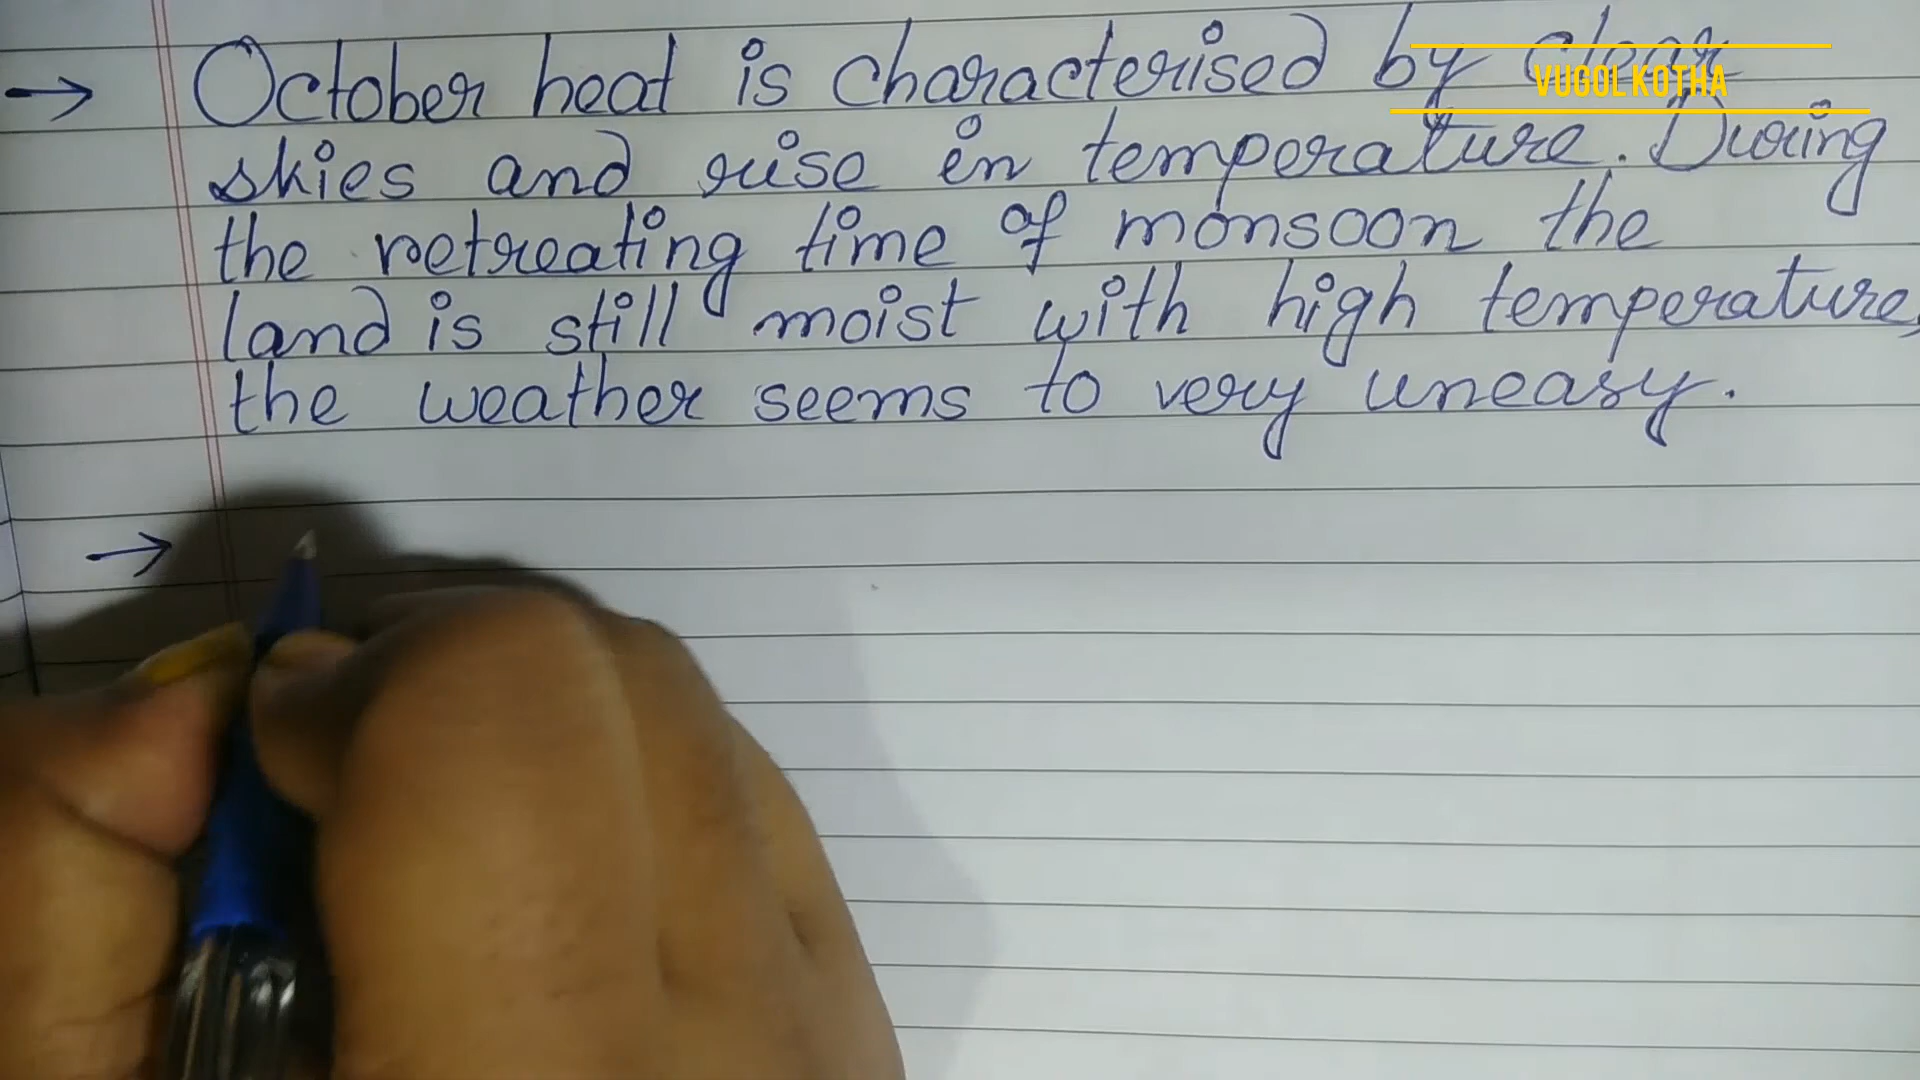 → October heat is characterised by clear
VUGOL KOTHA
skies and rise in temperature. During
the retreating time of monsoon the
land is still moist with high temperature,
the weather seems to very uneasy.
→